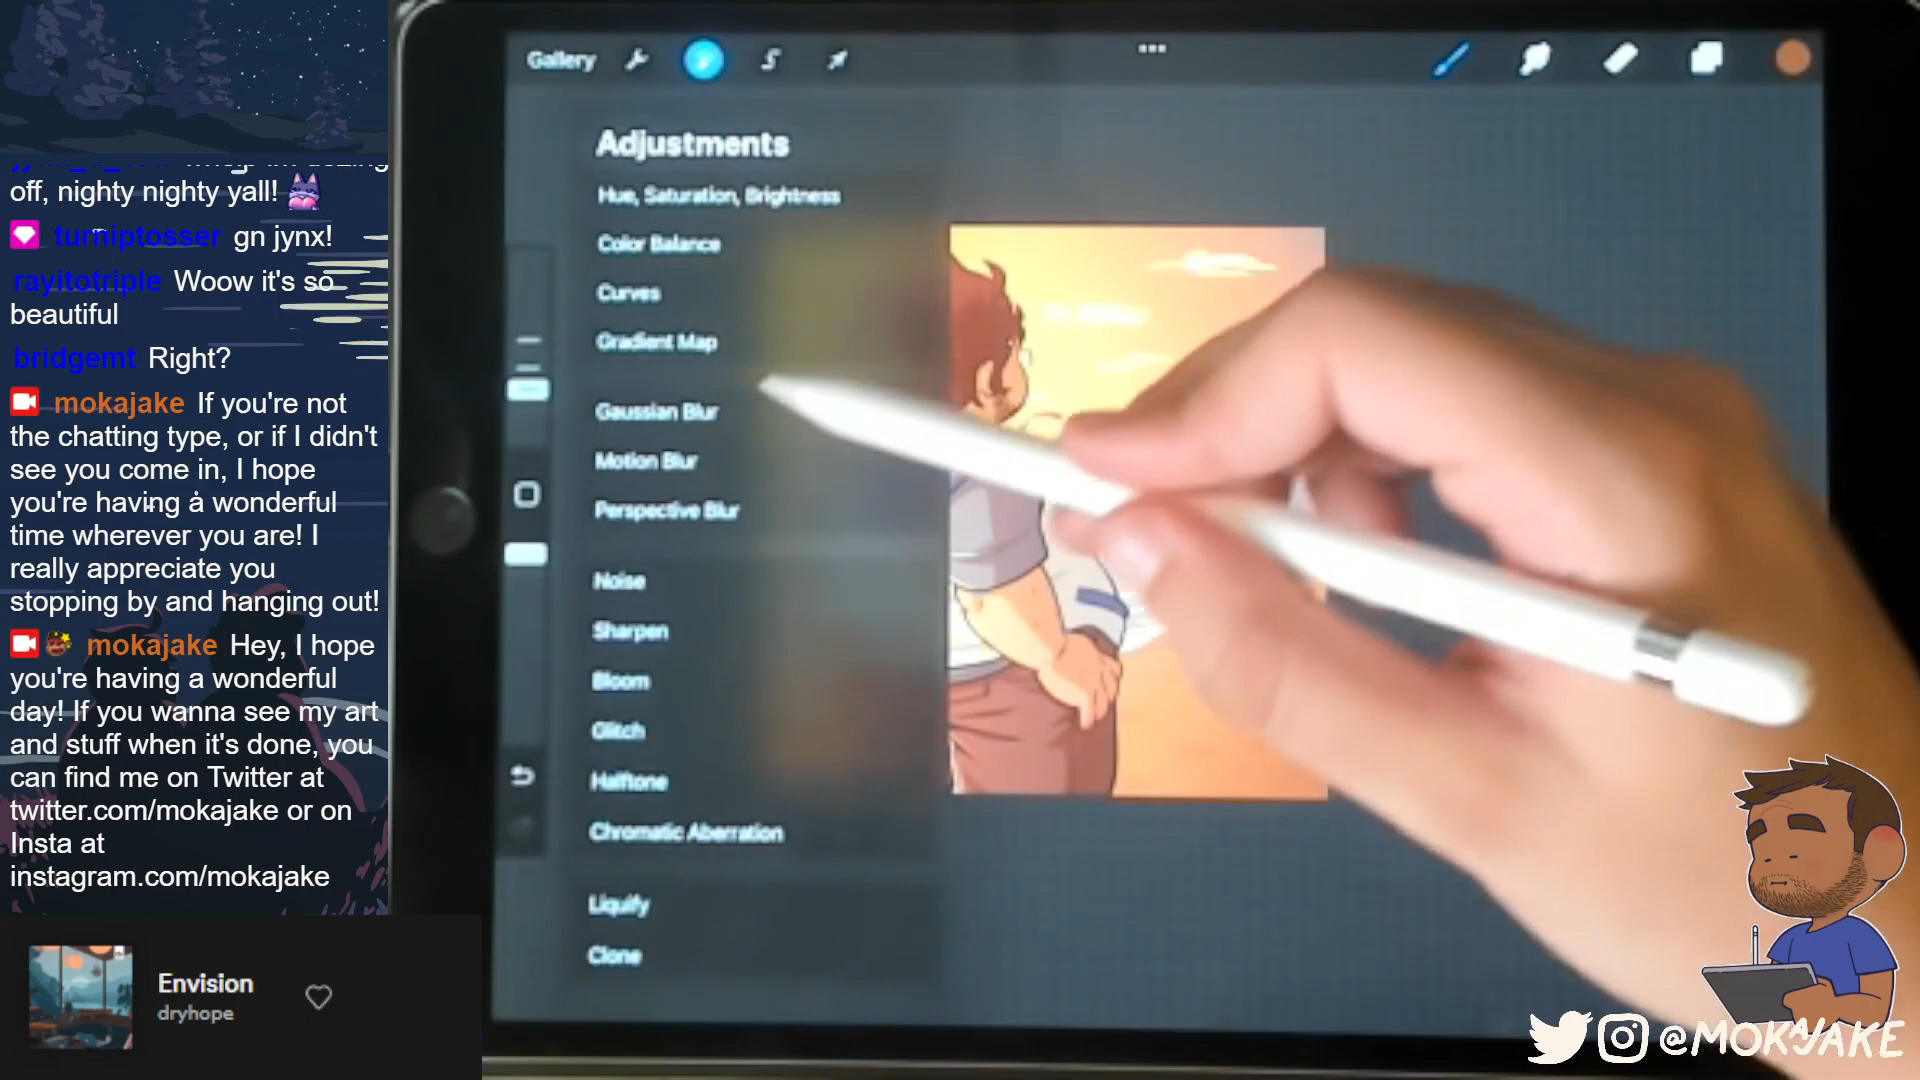 off, nighty nighty yall!
turniptosser gn jynx!
rayitotriple Woow it's so
beautiful
bridgemt Right?
mokajake If you're not
the chatting type, or if I didn't
see you come in, I hope
you're having a wonderful
time wherever you are! I
really appreciate you
stopping by and hanging out!
mokajake Hey, I hope
you're having a wonderful
day! If you wanna see my art
and stuff when it's done, you
can find me on Twitter at
twitter.com/mokajake or on
Insta at
instagram.com/mokajake
Envision
dryhope
Gallery
Adjustments
Hue, Saturation, Brightness
Color Balance
Curves
Gradient Map
Gaussian Blur
Motion Blur
Perspective Blur
Noise
Sharpen
Bloom
Glitch
Halftone
Chromatic Aberration
Liquify
Clone
@MOKAJAKE